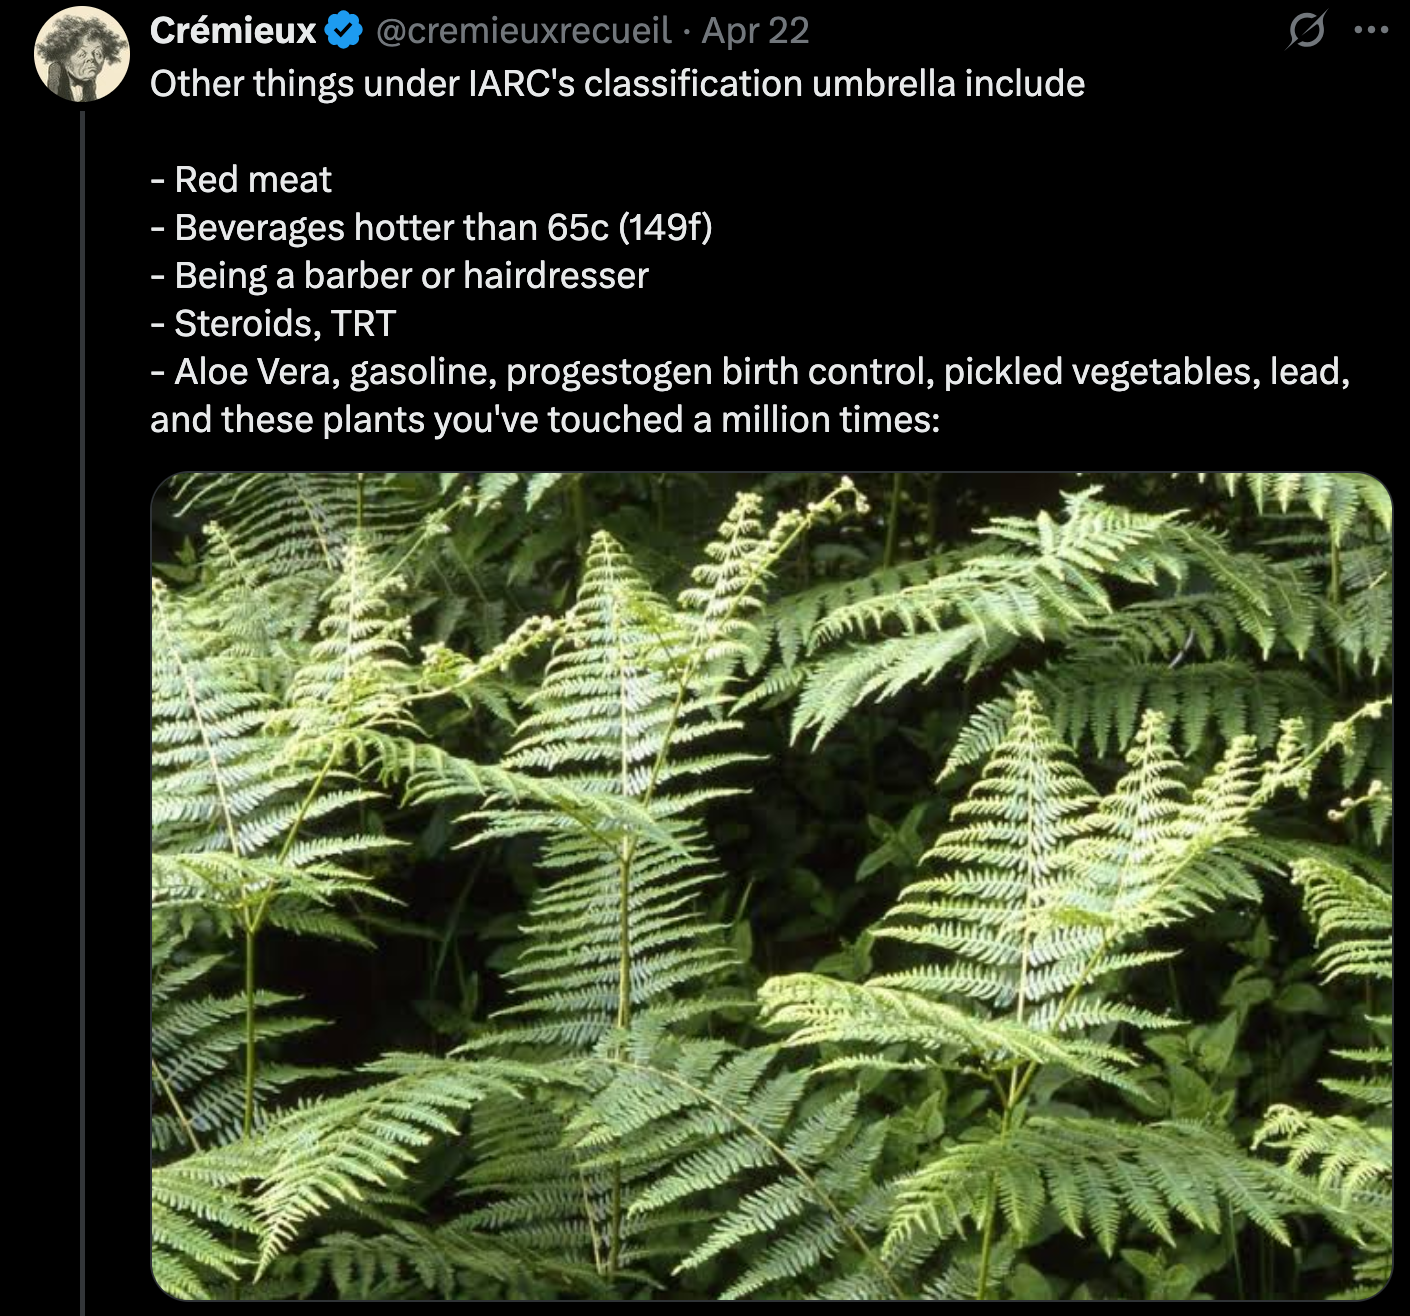 Crémieux @cremieuxrecueil · Apr 22
Other things under IARC's classification umbrella include
- Red meat
- Beverages hotter than 65c (149f)
- Being a barber or hairdresser
- Steroids, TRT
- Aloe Vera, gasoline, progestogen birth control, pickled vegetables, lead,
and these plants you've touched a million times: